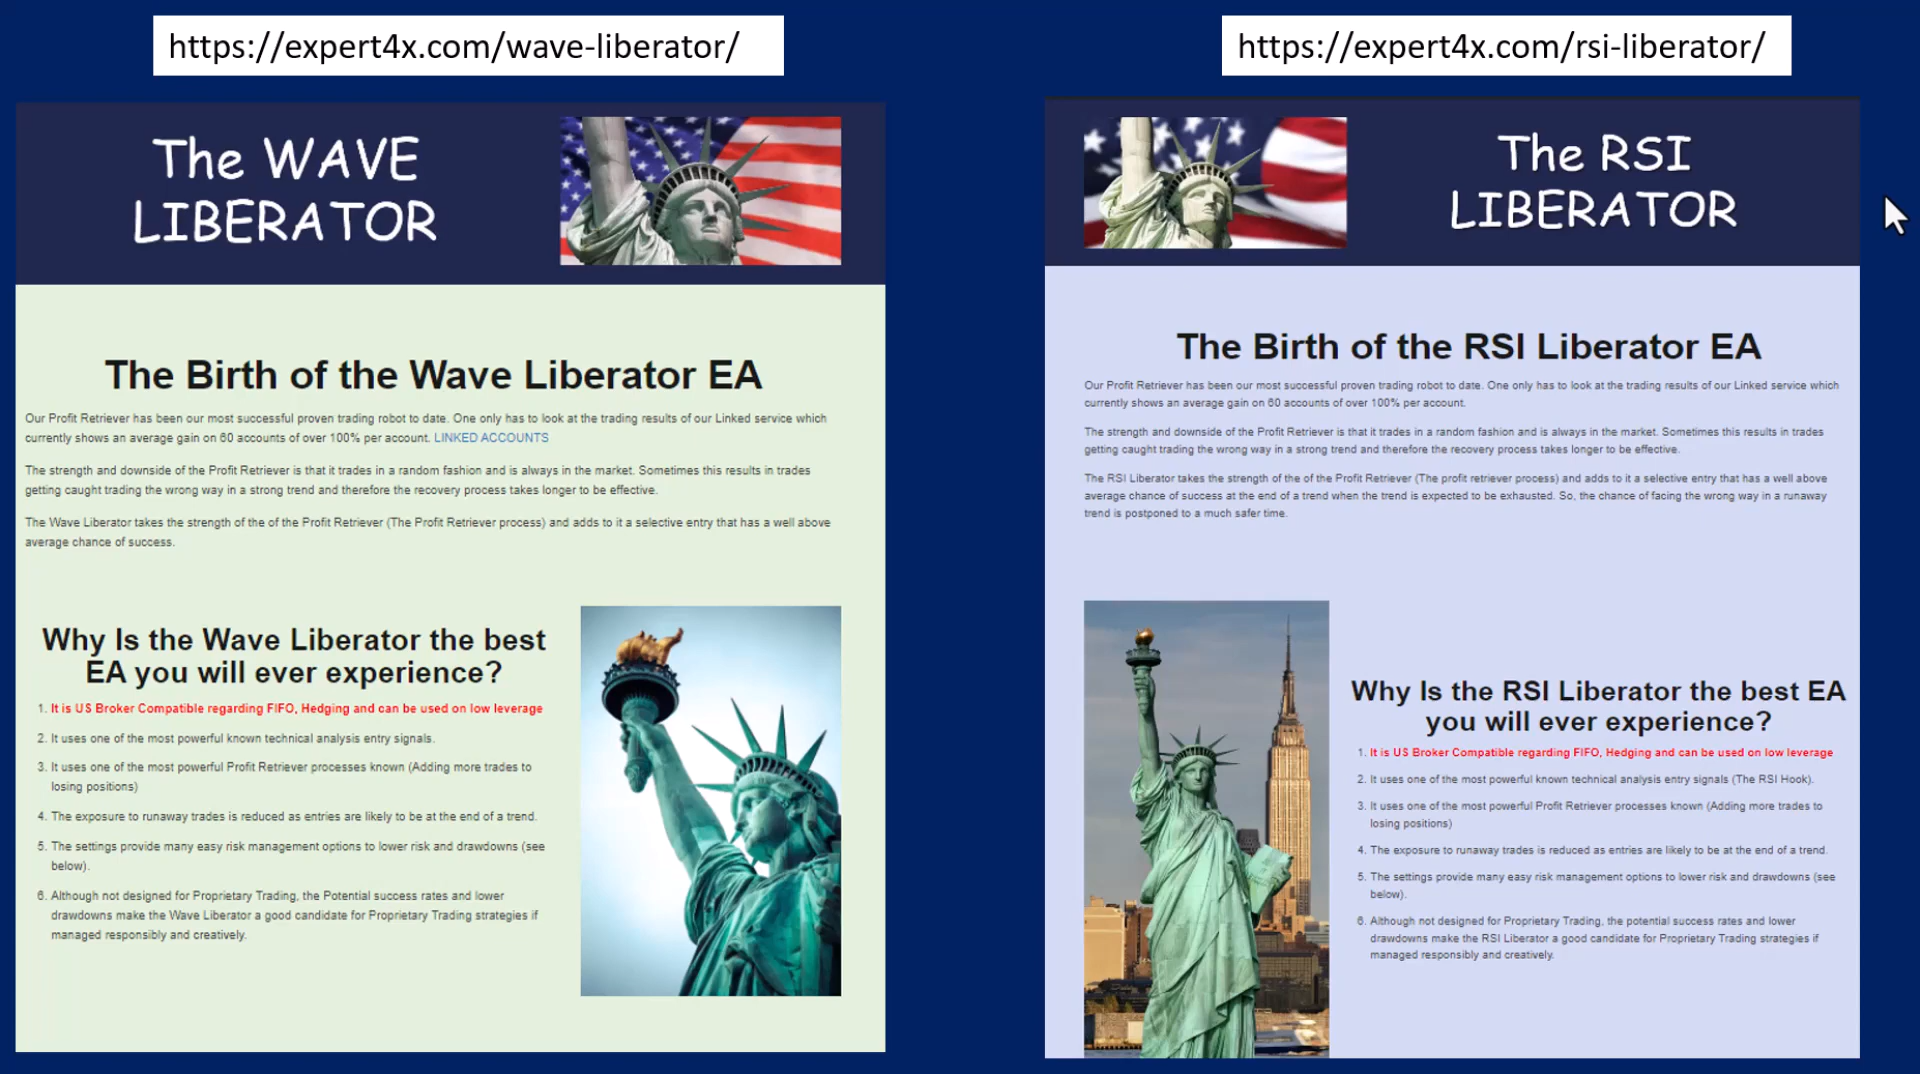 https://expert4x.com/wave-liberator/
The WAVE
LIBERATOR
The Birth of the Wave Liberator EA
Our Profit Retriever has been our most successful proven trading robot to date. One only has to look at the trading results of our Linked service which
currently shows an average gain on 60 accounts of over 100% per account. LINKED ACCOUNTS
The strength and downside of the Profit Retriever is that it trades in a random fashion and is always in the market. Sometimes this results in trades
getting caught trading the wrong way in a strong trend and therefore the recovery process takes longer to be effective.
The Wave Liberator takes the strength of the of the Profit Retriever (The Profit Retriever process) and adds to it a selective entry that has a well above
average chance of success.
Why Is the Wave Liberator the best
EA you will ever experience?
1. It is US Broker Compatible regarding FIFO, Hedging and can be used on low leverage
2. It uses one of the most powerful known technical analysis entry signals.
3. It uses one of the most powerful Profit Retriever processes known (Adding more trades to
losing positions)
4. The exposure to runaway trades is reduced as entries are likely to be at the end of a trend.
5. The settings provide many easy risk management options to lower risk and drawdowns (see
below).
6. Although not designed for Proprietary Trading, the Potential success rates and lower
drawdowns make the Wave Liberator a good candidate for Proprietary Trading strategies if
managed responsibly and creatively.
https://expert4x.com/rsi-liberator/
The RSI
LIBERATOR
The Birth of the RSI Liberator EA
Our Profit Retriever has been our most successful proven trading robot to date. One only has to look at the trading results of our Linked service which
currently shows an average gain on 60 accounts of over 100% per account.
The strength and downside of the Profit Retriever is that it trades in a random fashion and is always in the market. Sometimes this results in trades
getting caught trading the wrong way in a strong trend and therefore the recovery process takes longer to be effective.
The RSI Liberator takes the strength of the of the Profit Retriever (The profit retriever process) and adds to it a selective entry that has a well above
average chance of success at the end of a trend when the trend is expected to be exhausted. So, the chance of facing the wrong way in a runaway
trend is postponed to a much safer time.
Why Is the RSI Liberator the best EA
you will ever experience?
1. It is US Broker Compatible regarding FIFO, Hedging and can be used on low leverage
2. It uses one of the most powerful known technical analysis entry signals (The RSI Hook).
3. It uses one of the most powerful Profit Retriever processes known (Adding more trades to
losing positions)
4. The exposure to runaway trades is reduced as entries are likely to be at the end of a trend.
5. The settings provide many easy risk management options to lower risk and drawdowns (see
below).
6. Although not designed for Proprietary Trading, the potential success rates and lower
drawdowns make the RSI Liberator a good candidate for Proprietary Trading strategies if
managed responsibly and creatively.